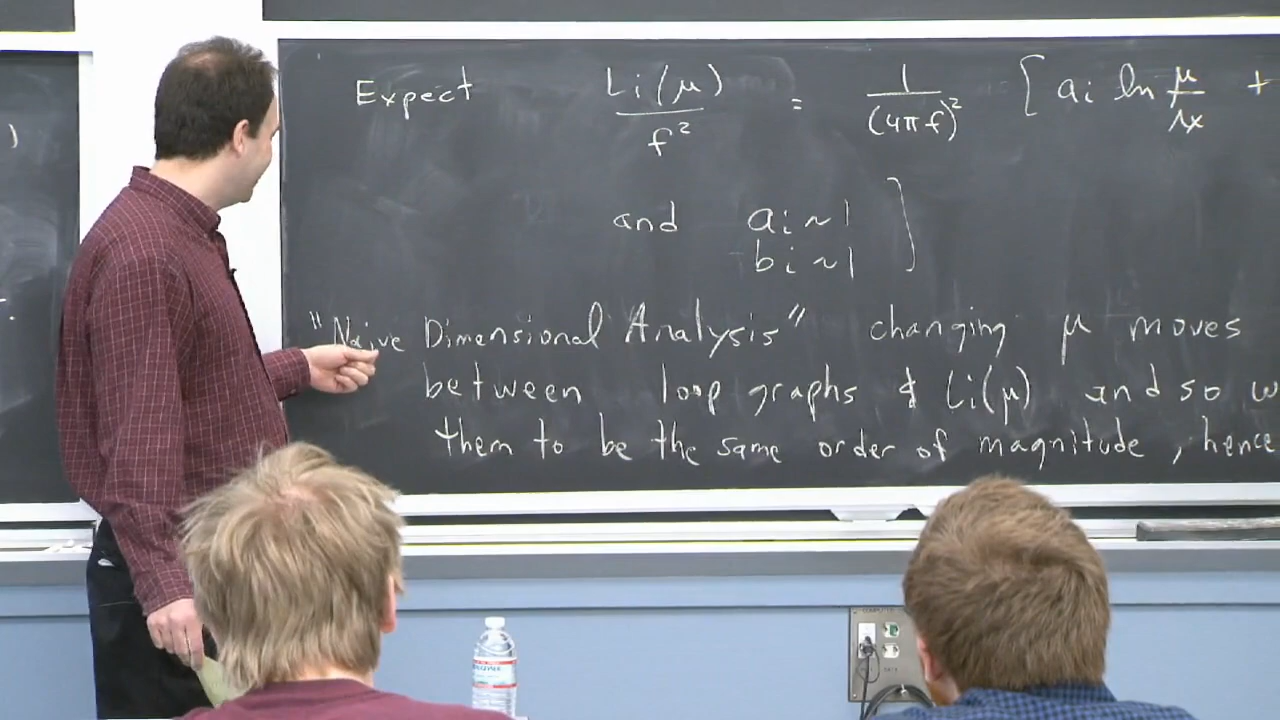 )
Expect Li(μ)/f² = 1/(4πf)² [ ai ln μ/Λx +
and ai ~ 1 ]
bi ~ 1
"Naive Dimensional Analysis" changing μ moves
between loop graphs & Li(μ) and so w
them to be the same order of magnitude, hence